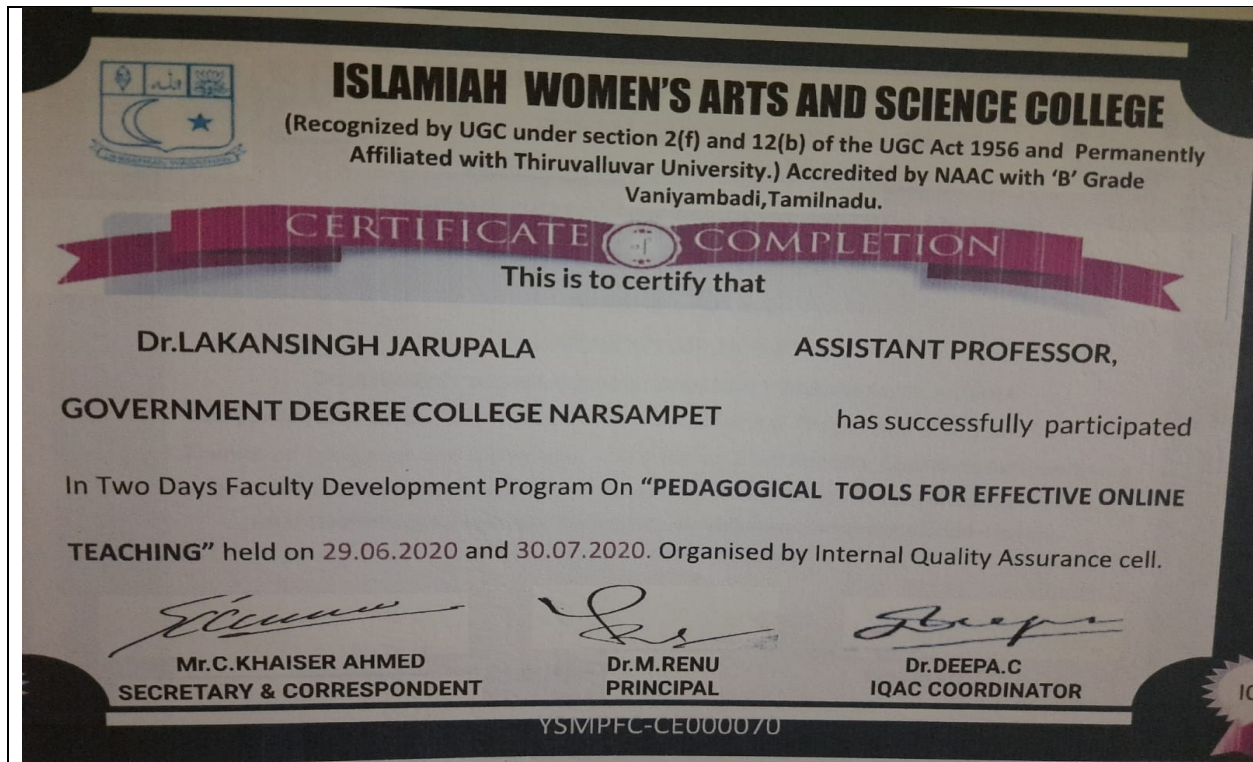 ISLAMIAH WOMEN'S ARTS AND SCIENCE COLLEGE
(Recognized by UGC under section 2(f) and 12(b) of the UGC Act 1956 and Permanently
Affiliated with Thiruvalluvar University.) Accredited by NAAC with 'B' Grade
Vaniyambadi,Tamilnadu.
CERTIFICATE of COMPLETION
This is to certify that
Dr.LAKANSINGH JARUPALA ASSISTANT PROFESSOR,
GOVERNMENT DEGREE COLLEGE NARSAMPET has successfully participated
In Two Days Faculty Development Program On "PEDAGOGICAL TOOLS FOR EFFECTIVE ONLINE
TEACHING" held on 29.06.2020 and 30.07.2020. Organised by Internal Quality Assurance cell.
Mr.C.KHAISER AHMED Dr.M.RENU Dr.DEEPA.C
SECRETARY & CORRESPONDENT PRINCIPAL IQAC COORDINATOR
YSMPFC-CE000070